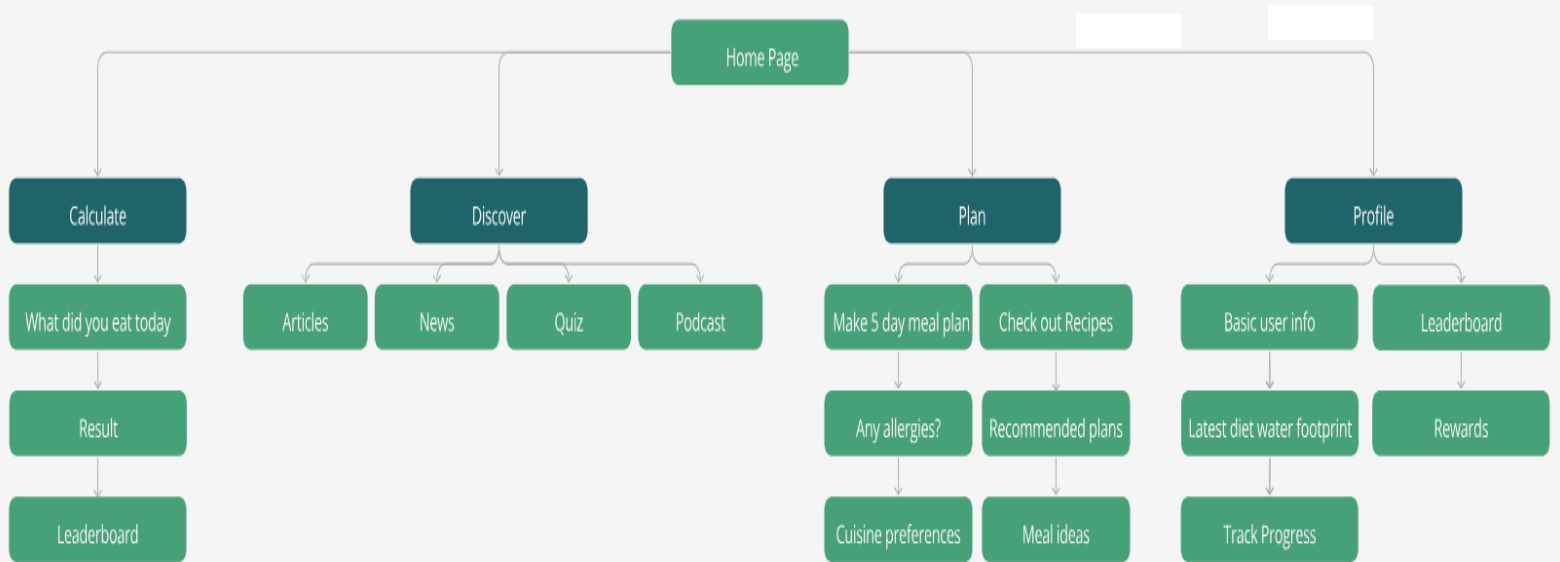 Home Page
Calculate
Discover
Plan
Profile
What did you eat today
Articles
News
Quiz
Podcast
Make 5 day meal plan
Check out Recipes
Basic user info
Leaderboard
Result
Any allergies?
Recommended plans
Latest diet water footprint
Rewards
Leaderboard
Cuisine preferences
Meal ideas
Track Progress